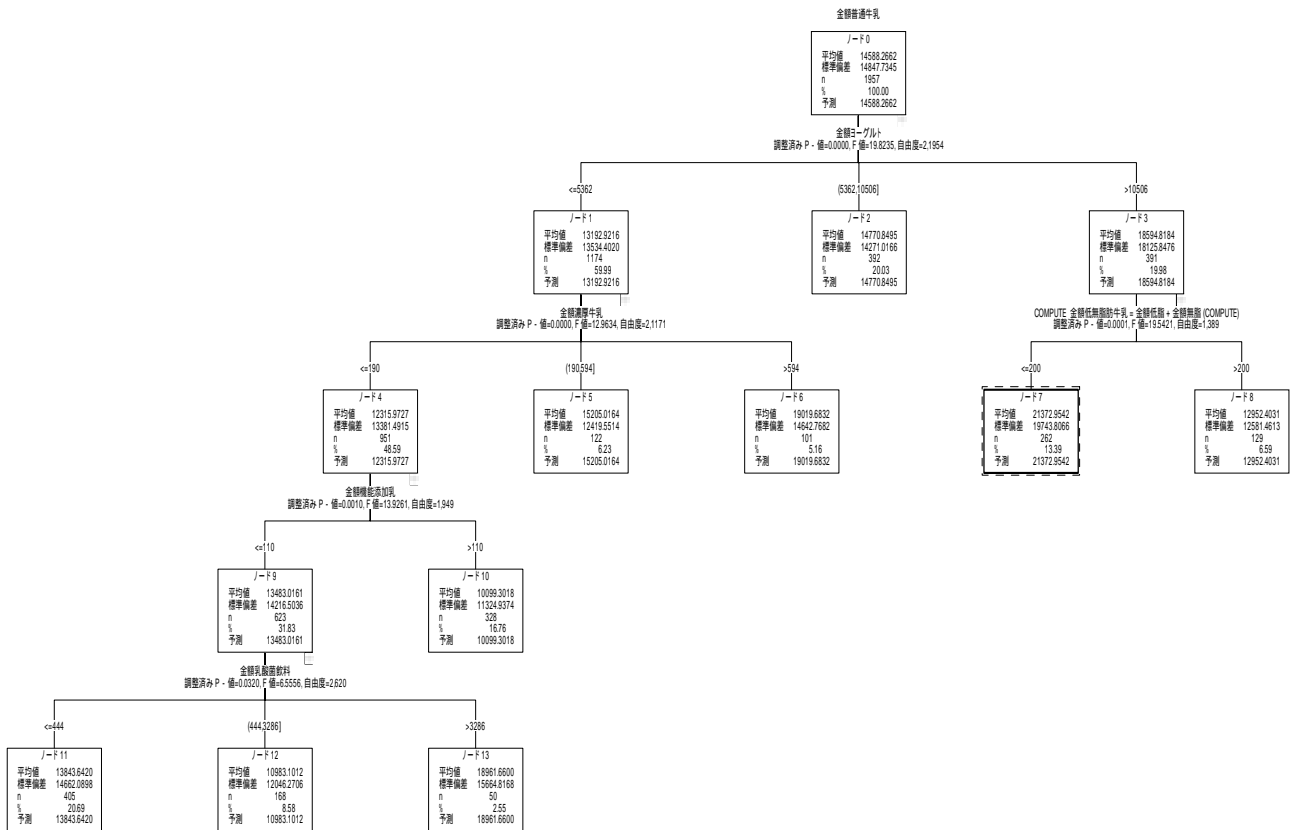 金額普通牛乳
ノード 0
平均値 14588.2662
標準偏差 14847.7345
n 1957
% 100.00
予測 14588.2662
金額ヨーグルト
調整済み P - 値=0.0000, F 値=19.8235, 自由度=2,1954
<=5362
(5362,10506]
>10506
ノード 1
平均値 13192.9216
標準偏差 13534.4020
n 1174
% 59.99
予測 13192.9216
ノード 2
平均値 14770.8495
標準偏差 14271.0166
n 392
% 20.03
予測 14770.8495
ノード 3
平均値 18594.8184
標準偏差 18125.8476
n 391
% 19.98
予測 18594.8184
金額濃厚牛乳
調整済み P - 値=0.0000, F 値=12.9634, 自由度=2,1171
COMPUTE 金額低無脂肪牛乳 = 金額低脂 + 金額無脂 (COMPUTE)
調整済み P - 値=0.0001, F 値=19.5421, 自由度=1,389
<=190
(190,594]
>594
<=200
>200
ノード 4
平均値 12315.9727
標準偏差 13381.4915
n 951
% 48.59
予測 12315.9727
ノード 5
平均値 15205.0164
標準偏差 12419.5514
n 122
% 6.23
予測 15205.0164
ノード 6
平均値 19019.6832
標準偏差 14642.7682
n 101
% 5.16
予測 19019.6832
ノード 7
平均値 21372.9542
標準偏差 19743.8066
n 262
% 13.39
予測 21372.9542
ノード 8
平均値 12952.4031
標準偏差 12581.4613
n 129
% 6.59
予測 12952.4031
金額機能添加乳
調整済み P - 値=0.0010, F 値=13.9261, 自由度=1,949
<=110
>110
ノード 9
平均値 13483.0161
標準偏差 14216.5036
n 623
% 31.83
予測 13483.0161
ノード 10
平均値 10099.3018
標準偏差 11324.9374
n 328
% 16.76
予測 10099.3018
金額乳酸菌飲料
調整済み P - 値=0.0320, F 値=6.5556, 自由度=2,620
<=444
(444,3286]
>3286
ノード 11
平均値 13843.6420
標準偏差 14662.0898
n 405
% 20.69
予測 13843.6420
ノード 12
平均値 10983.1012
標準偏差 12046.2706
n 168
% 8.58
予測 10983.1012
ノード 13
平均値 18961.6600
標準偏差 15664.8168
n 50
% 2.55
予測 18961.6600